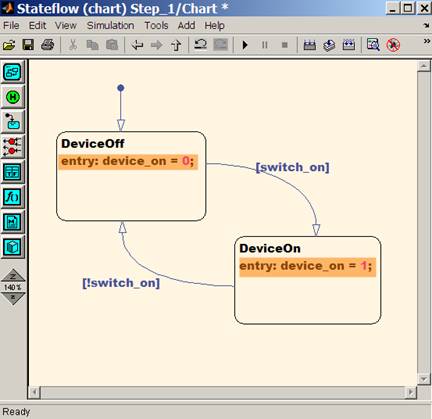 Stateflow (chart) Step_1/Chart *
File Edit View Simulation Tools Add Help
DeviceOff
entry: device_on = 0;
[switch_on]
DeviceOn
entry: device_on = 1;
[!switch_on]
f()
H
140%
Ready